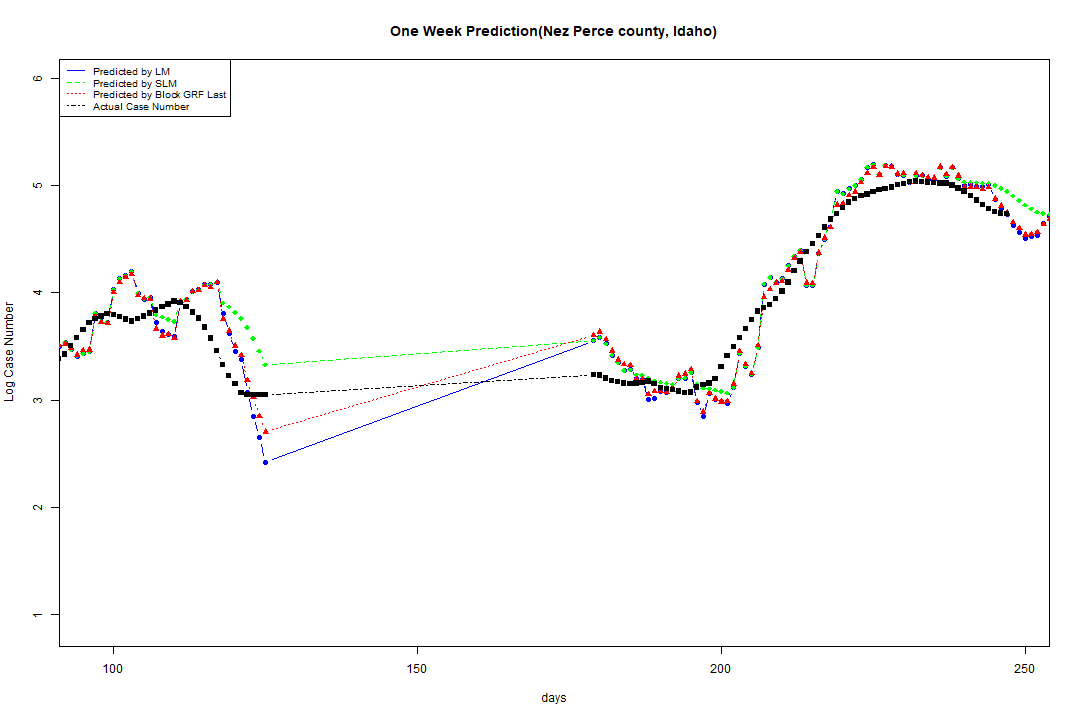 One Week Prediction(Nez Perce county, Idaho)
Predicted by LM
Predicted by SLM
Predicted by Block GRF Last
Actual Case Number
6
5
4
3
2
1
Log Case Number
100 150 200 250
days